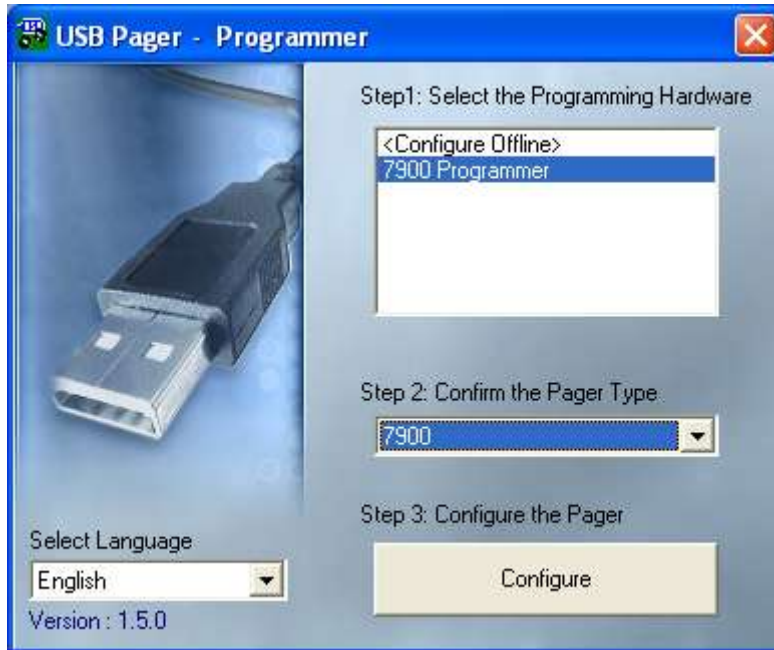 USB Pager - Programmer
Step1: Select the Programming Hardware
<Configure Offline>
7900 Programmer
Step 2: Confirm the Pager Type
7900
Step 3: Configure the Pager
Configure
Select Language
English
Version : 1.5.0